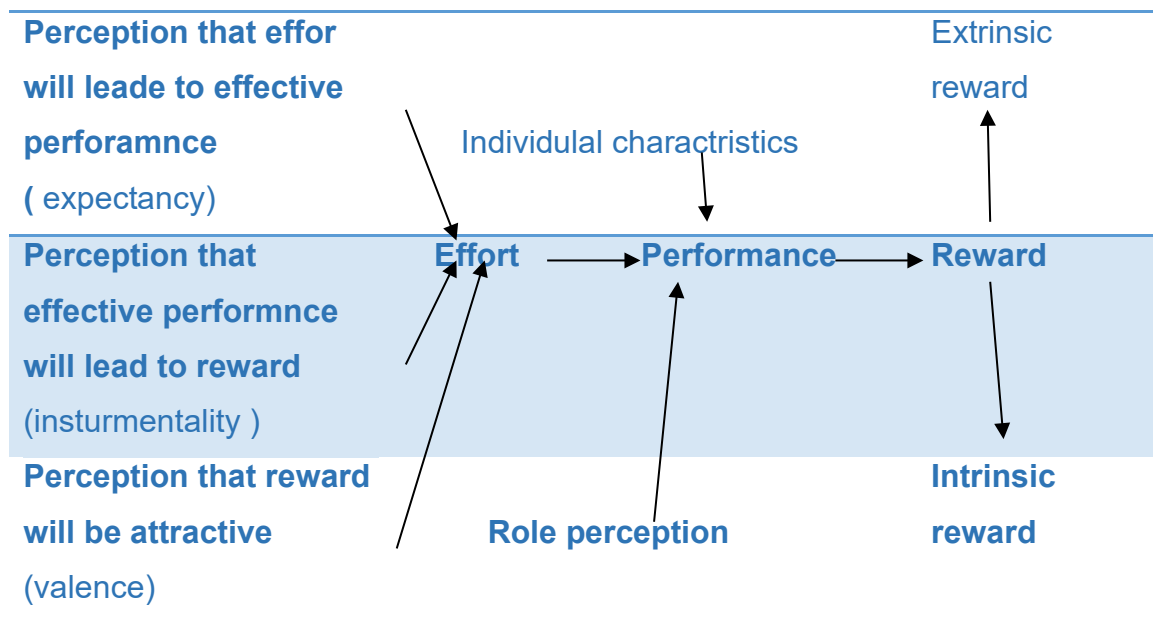 Perception that effor
will leade to effective
perforamnce
( expectancy)
Individulal charactristics
Extrinsic
reward
Perception that
effective performnce
will lead to reward
(insturmentality )
Effort
Performance
Reward
Perception that reward
will be attractive
(valence)
Role perception
Intrinsic
reward